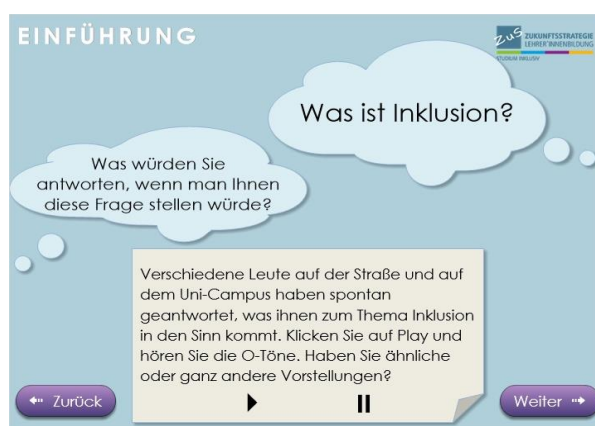 EINFÜHRUNG
ZuS ZUKUNFTSSTRATEGIE
LEHRER*INNENBILDUNG
STUDIUM INKLUSIV
Was ist Inklusion?
Was würden Sie
antworten, wenn man Ihnen
diese Frage stellen würde?
Verschiedene Leute auf der Straße und auf
dem Uni-Campus haben spontan
geantwortet, was ihnen zum Thema Inklusion
in den Sinn kommt. Klicken Sie auf Play und
hören Sie die O-Töne. Haben Sie ähnliche
oder ganz andere Vorstellungen?
Zurück
Weiter